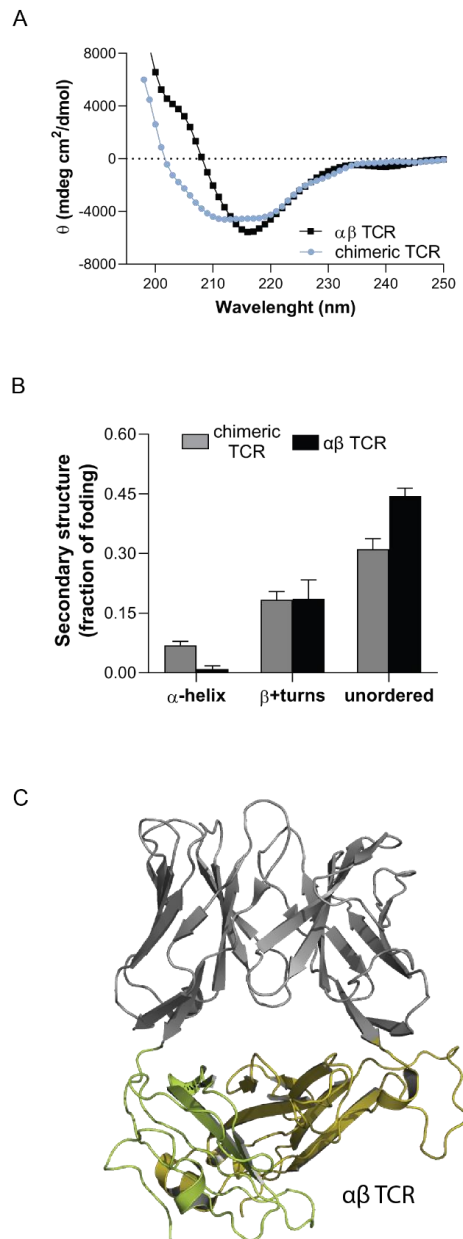 A
8000
4000
0
-4000
-8000
θ (mdeg cm²/dmol)
αβ TCR
chimeric TCR
200 210 220 230 240 250
Wavelenght (nm)
B
0.60
0.45
0.30
0.15
0.00
Secondary structure
(fraction of foding)
chimeric
TCR
αβ TCR
α-helix β+turns unordered
C
αβ TCR